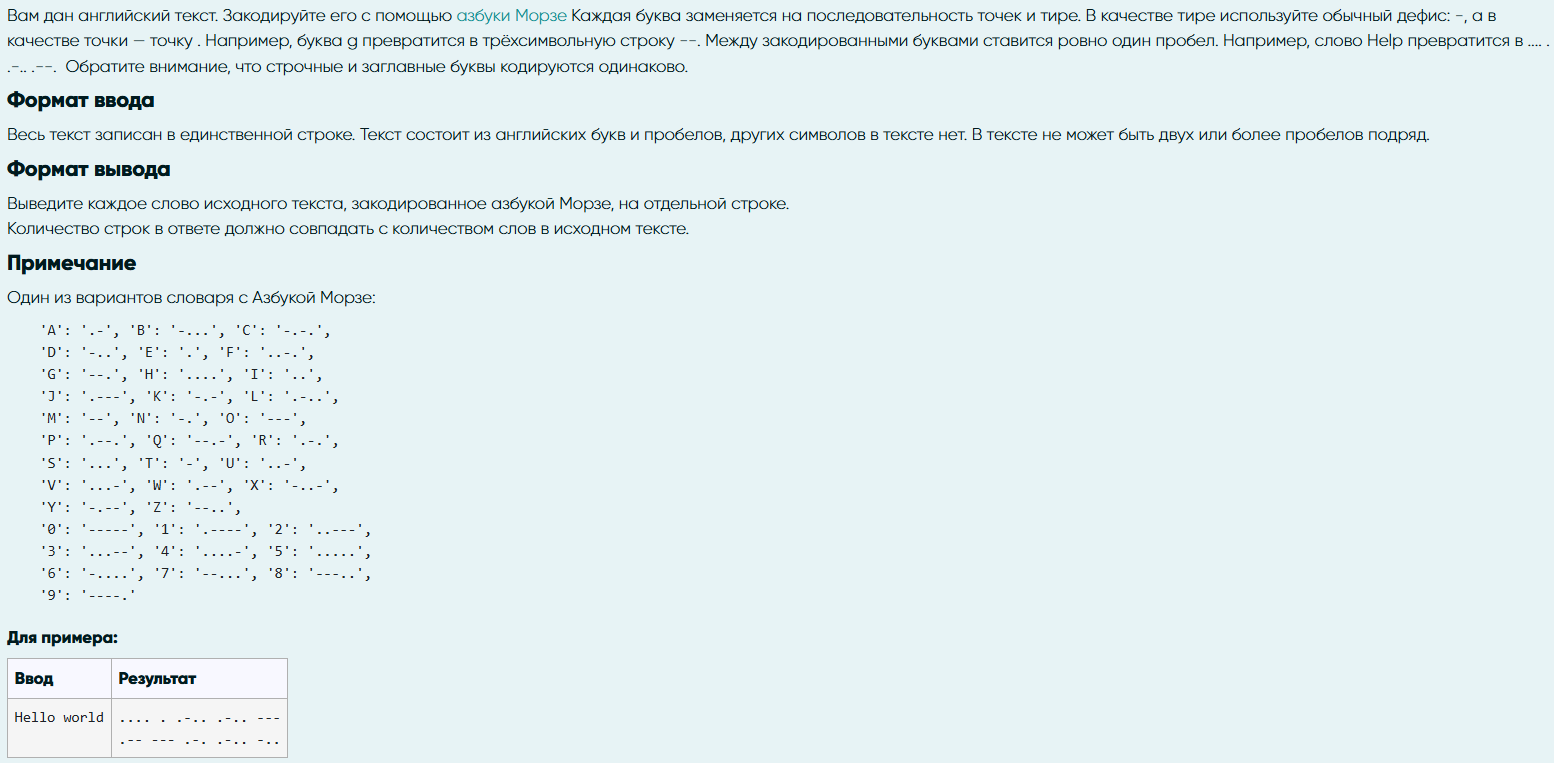 Вам дан английский текст. Закодируйте его с помощью азбуки Морзе Каждая буква заменяется на последовательность точек и тире. В качестве тире используйте обычный дефис: -, а в
качестве точки — точку . Например, буква g превратится в трёхсимвольную строку --. Между закодированными буквами ставится ровно один пробел. Например, слово Help превратится в .... .
.-.. .--. Обратите внимание, что строчные и заглавные буквы кодируются одинаково.
Формат ввода
Весь текст записан в единственной строке. Текст состоит из английских букв и пробелов, других символов в тексте нет. В тексте не может быть двух или более пробелов подряд.
Формат вывода
Выведите каждое слово исходного текста, закодированное азбукой Морзе, на отдельной строке.
Количество строк в ответе должно совпадать с количеством слов в исходном тексте.
Примечание
Один из вариантов словаря с Азбукой Морзе:
'A': '.-', 'B': '-...', 'C': '-.-.',
'D': '-..', 'E': '.', 'F': '..-.',
'G': '--.', 'H': '....', 'I': '..',
'J': '.---', 'K': '-.-', 'L': '.-..',
'M': '--', 'N': '-.', 'O': '---',
'P': '.--.', 'Q': '--.-', 'R': '.-.',
'S': '...', 'T': '-', 'U': '..-',
'V': '...-', 'W': '.--', 'X': '-..-',
'Y': '-.--', 'Z': '--..',
'0': '-----', '1': '.----', '2': '..---',
'3': '...--', '4': '....-', '5': '.....',
'6': '-....', '7': '--...', '8': '---..',
'9': '----.'
Для примера:
Ввод Результат
Hello world .... . .-.. .-.. ---
.-- --- .-. .-.. -..